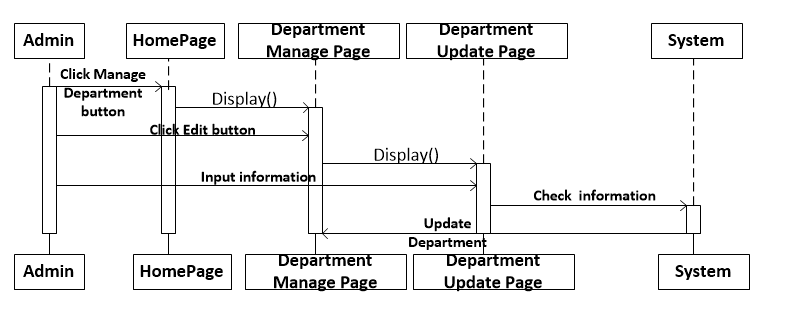 Admin
HomePage
Department
Manage Page
Department
Update Page
System
Click Manage
Department
button
Display()
Click Edit button
Display()
Input information
Check information
Update
Department
Admin
HomePage
Department
Manage Page
Department
Update Page
System